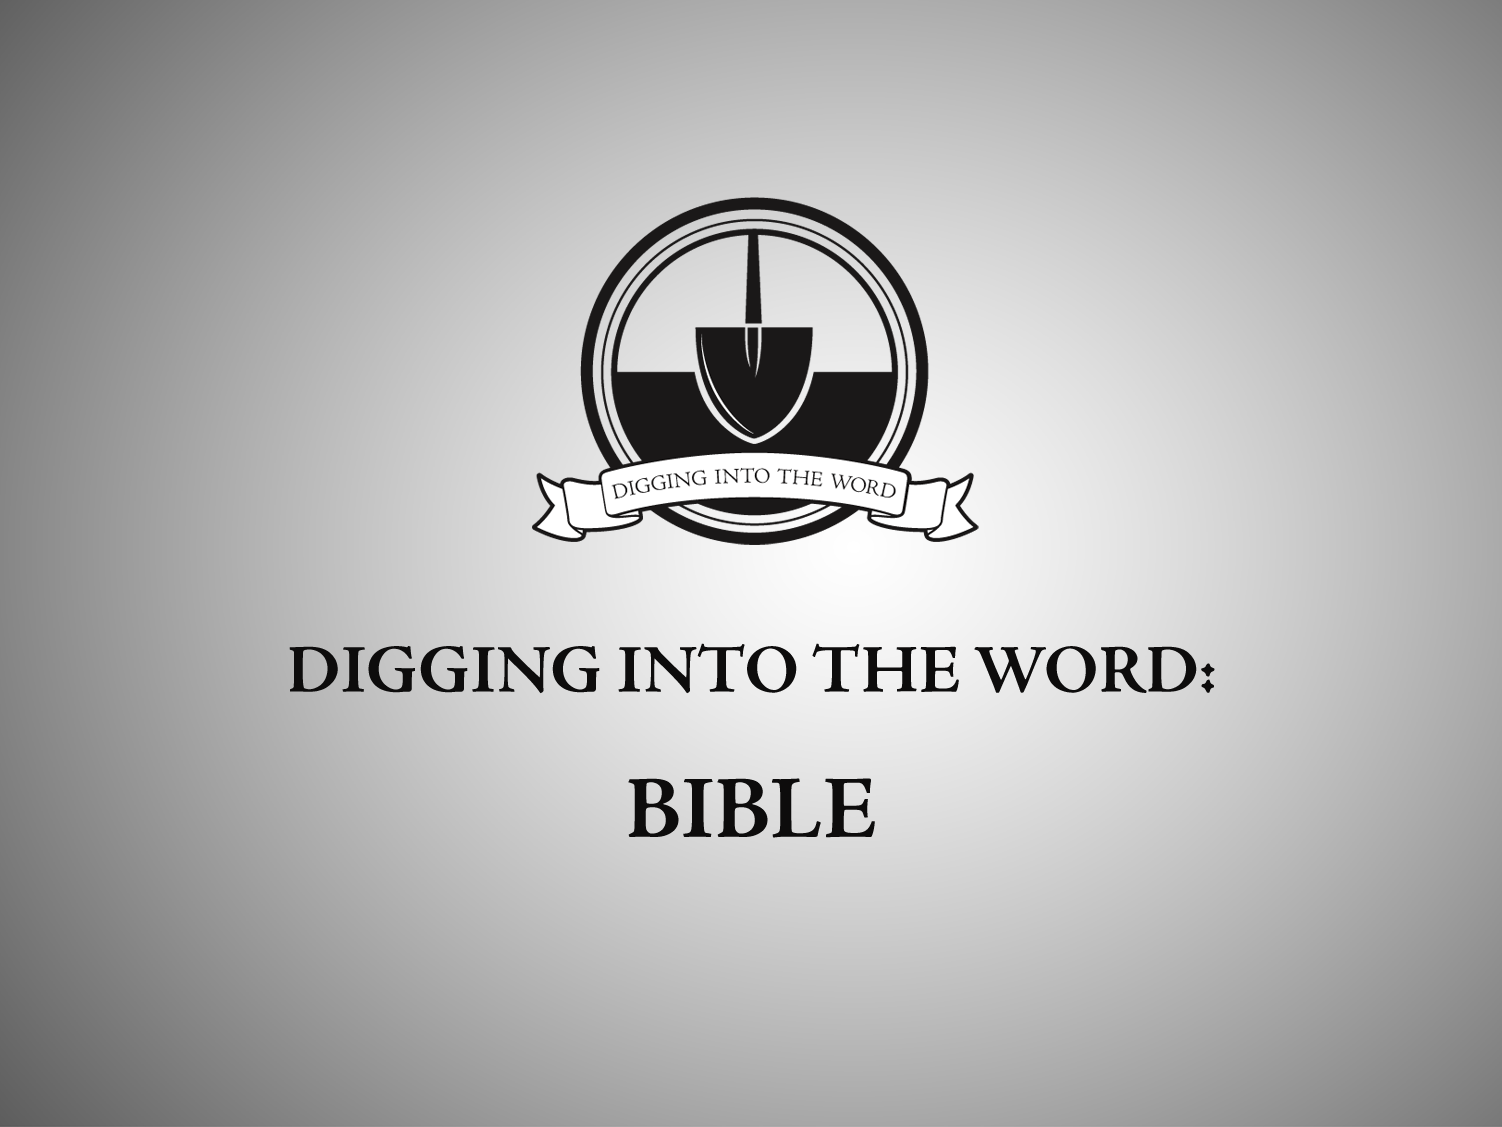 DIGGING INTO THE WORD
DIGGING INTO THE WORD:
BIBLE